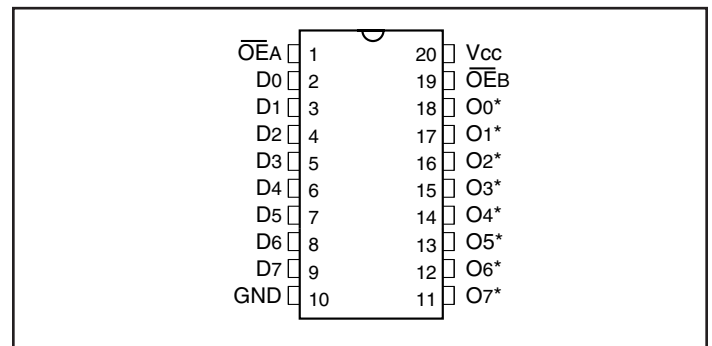 OEA 1 20 Vcc
D0 2 19 OEB
D1 3 18 O0*
D2 4 17 O1*
D3 5 16 O2*
D4 6 15 O3*
D5 7 14 O4*
D6 8 13 O5*
D7 9 12 O6*
GND 10 11 O7*